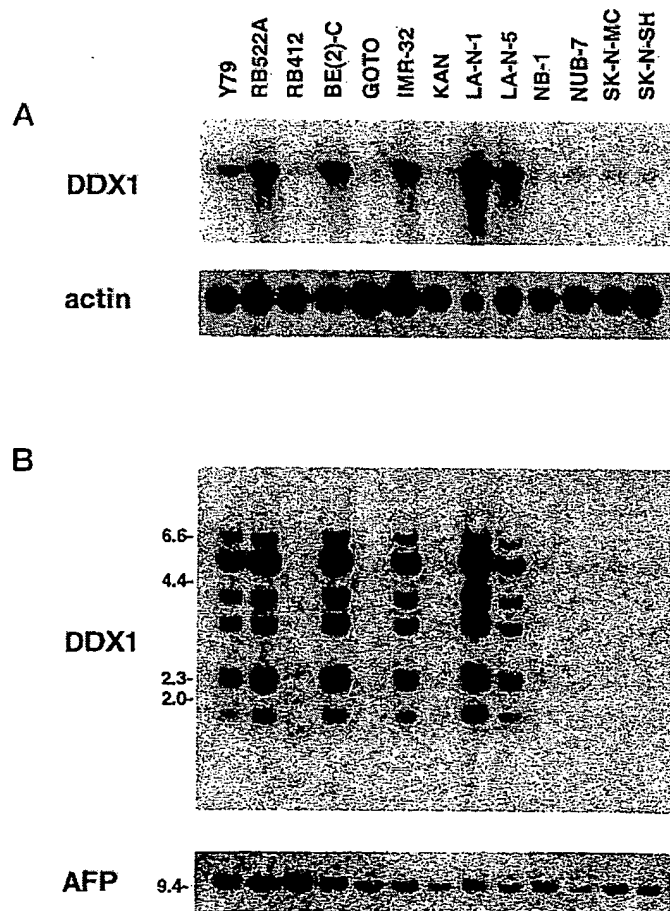 Y79
RB522A
RB412
BE(2)-C
GOTO
IMR-32
KAN
LA-N-1
LA-N-5
NB-1
NUB-7
SK-N-MC
SK-N-SH
A
DDX1
actin
B
6.6-
4.4-
DDX1
2.3-
2.0-
AFP
9.4-